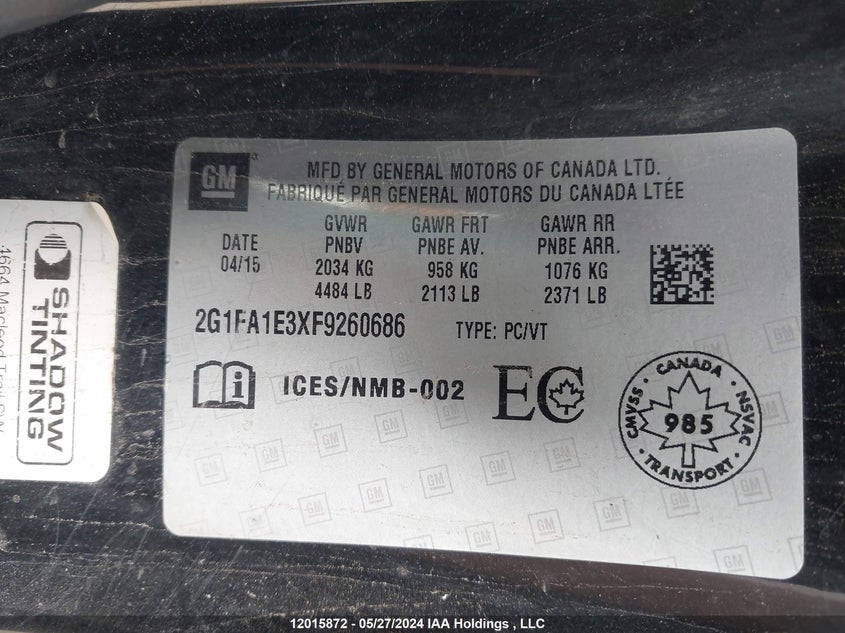 GM
MFD BY GENERAL MOTORS OF CANADA LTD.
FABRIQUÉ PAR GENERAL MOTORS DU CANADA LTÉE
DATE
04/15
GVWR
PNBV
2034 KG
4484 LB
GAWR FRT
PNBE AV.
958 KG
2113 LB
GAWR RR
PNBE ARR.
1076 KG
2371 LB
2G1FA1E3XF9260686
TYPE: PC/VT
i
ICES/NMB-002
EC
CANADA
CMVSS
NSVAC
985
TRANSPORT
SHADOW
TINTING
4664 Macleod Trail
12015872 - 05/27/2024 IAA Holdings , LLC